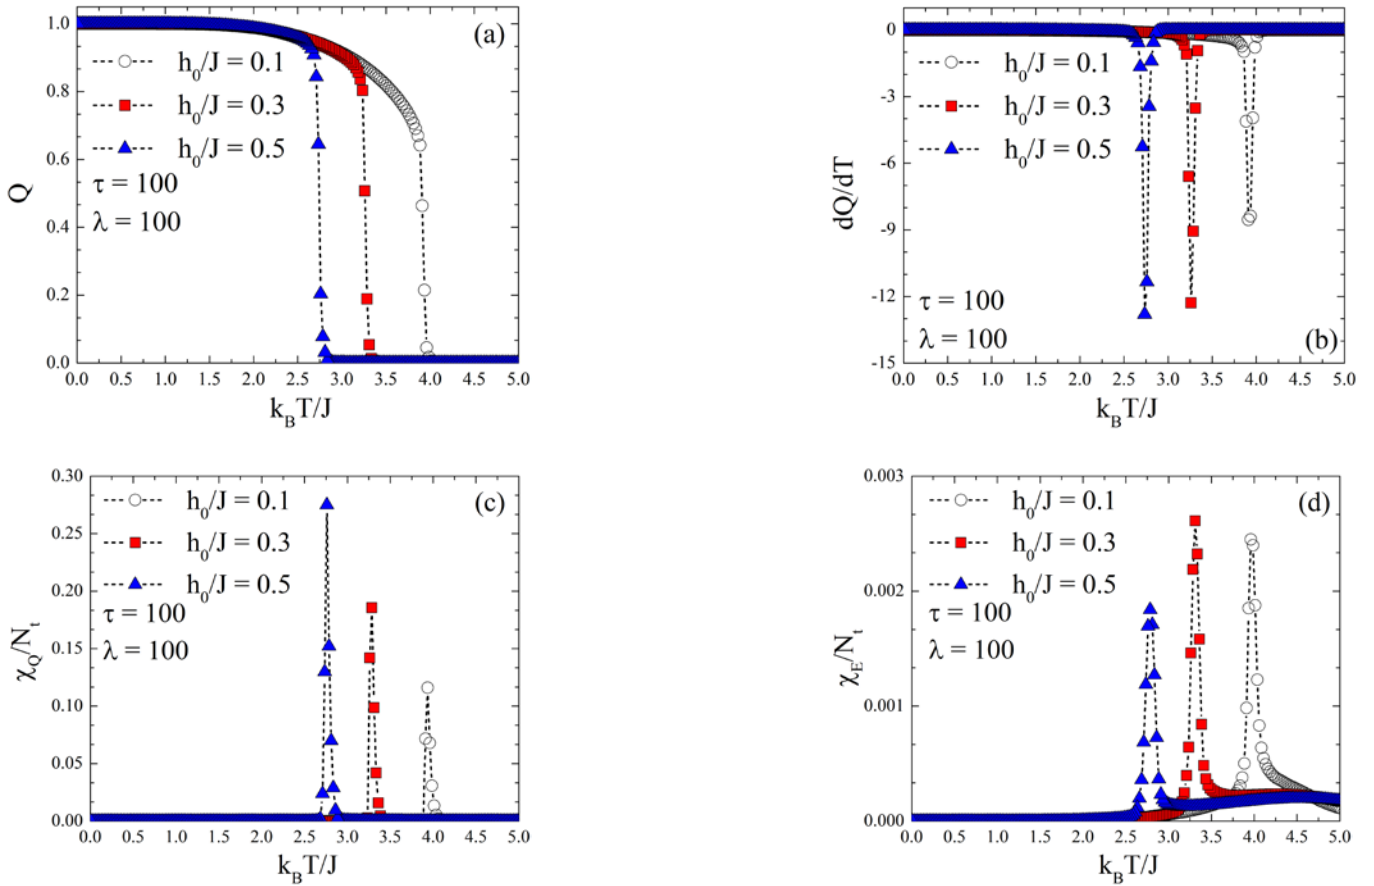 (a)
h₀/J = 0.1
h₀/J = 0.3
h₀/J = 0.5
τ = 100
λ = 100
Q
1.0
0.8
0.6
0.4
0.2
0.0
0.0 0.5 1.0 1.5 2.0 2.5 3.0 3.5 4.0 4.5 5.0
k_BT/J
h₀/J = 0.1
h₀/J = 0.3
h₀/J = 0.5
τ = 100
λ = 100
(b)
dQ/dT
0
-3
-6
-9
-12
-15
0.0 0.5 1.0 1.5 2.0 2.5 3.0 3.5 4.0 4.5 5.0
k_BT/J
(c)
h₀/J = 0.1
h₀/J = 0.3
h₀/J = 0.5
τ = 100
λ = 100
χ_Q/N_t
0.30
0.25
0.20
0.15
0.10
0.05
0.00
0.0 0.5 1.0 1.5 2.0 2.5 3.0 3.5 4.0 4.5 5.0
k_BT/J
(d)
h₀/J = 0.1
h₀/J = 0.3
h₀/J = 0.5
τ = 100
λ = 100
χ_E/N_t
0.003
0.002
0.001
0.000
0.0 0.5 1.0 1.5 2.0 2.5 3.0 3.5 4.0 4.5 5.0
k_BT/J